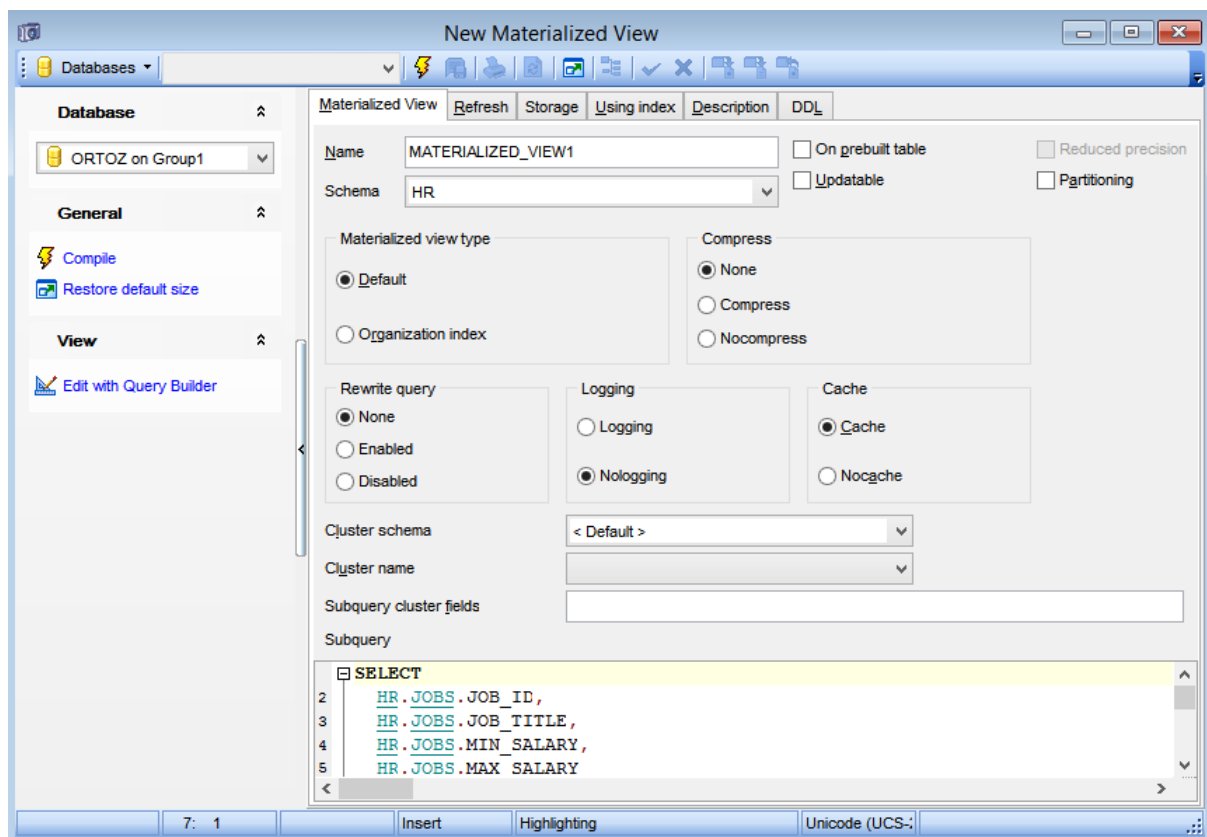 New Materialized View
Databases
Database
ORTOZ on Group1
General
Compile
Restore default size
View
Edit with Query Builder
Materialized View Refresh Storage Using index Description DDL
Name MATERIALIZED_VIEW1 On prebuilt table Reduced precision
Schema HR Updatable Partitioning
Materialized view type Compress
Default None
Compress
Organization index Nocompress
Rewrite query Logging Cache
None Logging Cache
Enabled
Disabled Nologging Nocache
Cluster schema < Default >
Cluster name
Subquery cluster fields
Subquery
SELECT
2 HR.JOBS.JOB_ID,
3 HR.JOBS.JOB_TITLE,
4 HR.JOBS.MIN_SALARY,
5 HR.JOBS.MAX_SALARY
7: 1 Insert Highlighting Unicode (UCS-